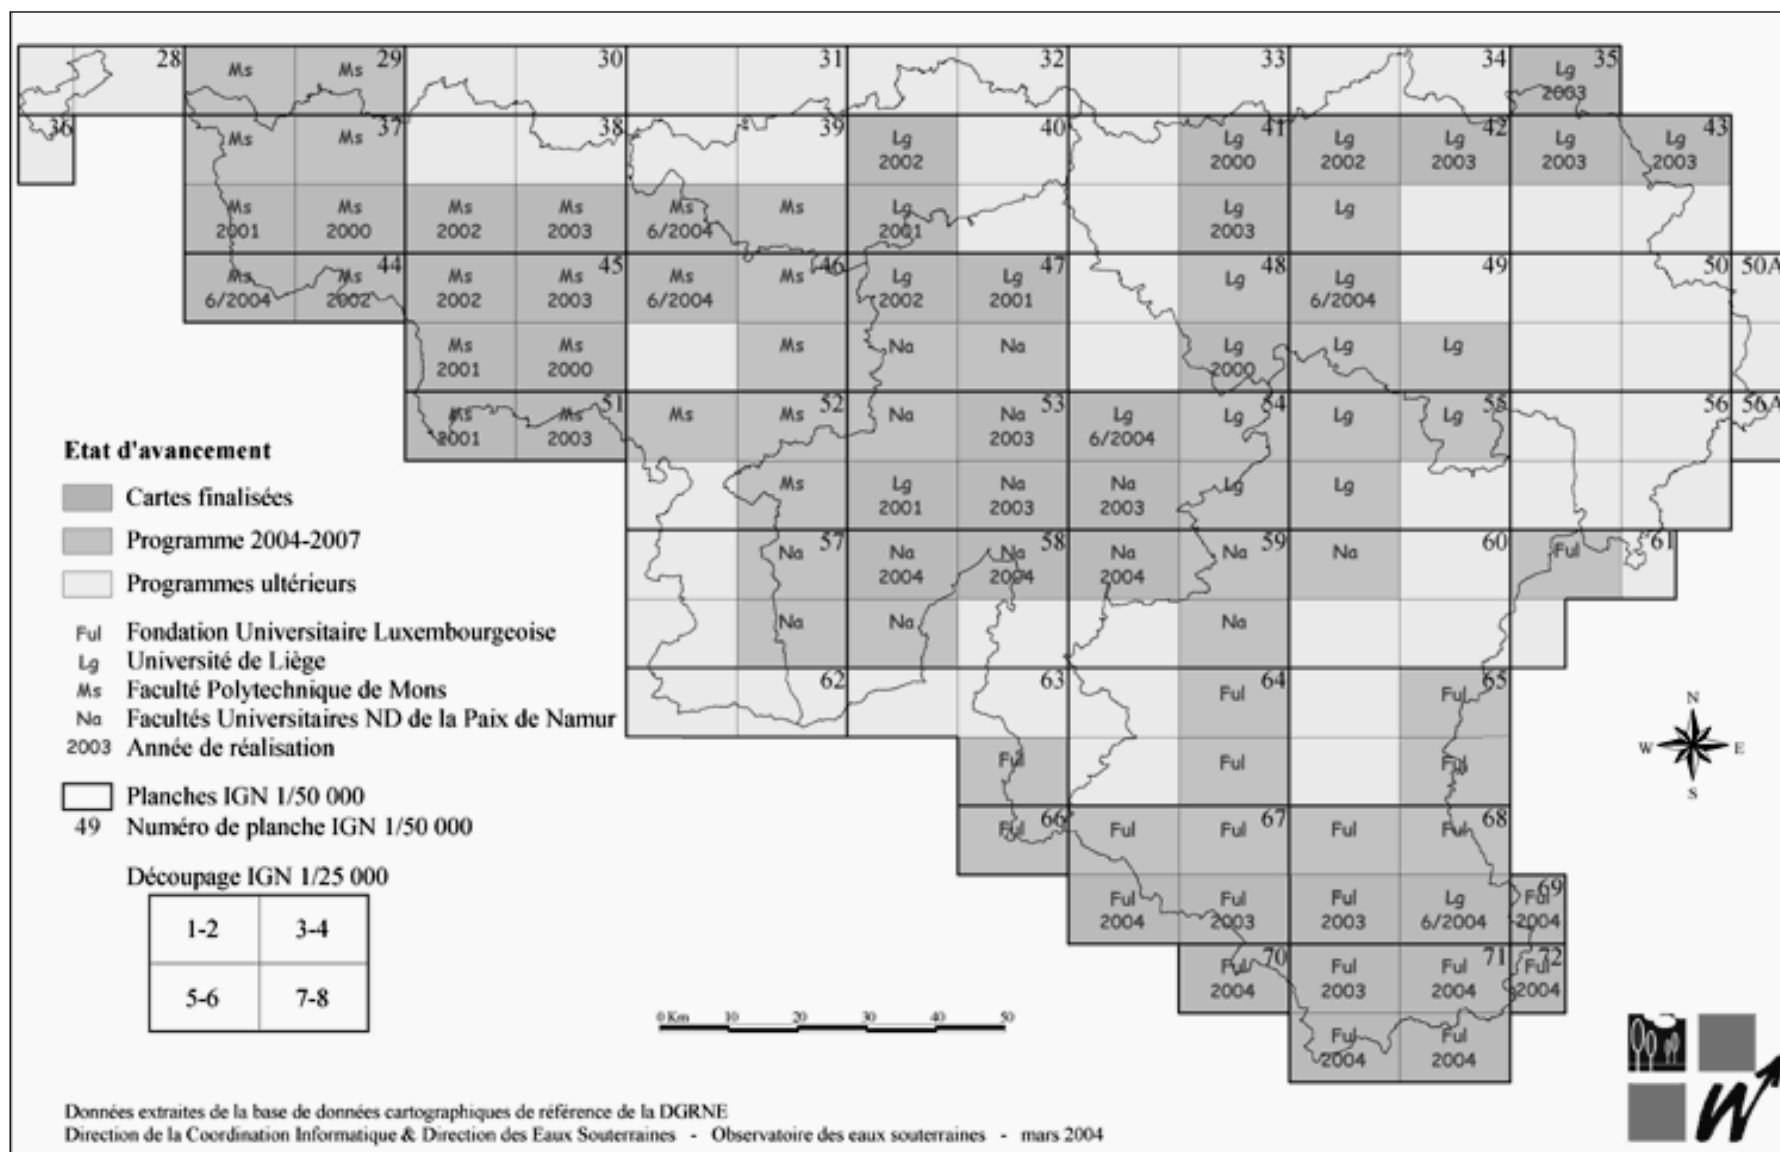 28 29 30 31 32 33 34 35
Ms Ms Lg
2003
36 37 38 39 40 41 42 43
Ms Ms Lg Lg Lg Lg Lg Lg
2002 2000 2002 2003 2003 2003
Ms Ms Ms Ms Ms Ms Lg Lg Lg
2001 2000 2002 2003 6/2004 2001 2003
44 45 46 47 48 49 50 50A
Ms Ms Ms Ms Ms Ms Lg Lg Lg Lg
6/2004 2002 2002 2003 6/2004 2002 2001 6/2004
Ms Ms Ms Na Na Lg Lg Lg
2001 2000 2000
51 52 53 54 55 56 56A
Ms Ms Ms Ms Na Na Lg Lg Lg Lg
2001 2003 2003 6/2004
Ms Lg Na Na Lg Lg
2001 2003 2003
57 58 59 60 61
Na Na Na Na Na Na Ful
2004 2004 2004
Na Na Na
62 63 64 65
Ful Ful
Ful Ful Ful
66 67 68
Ful Ful Ful Ful Ful
69
Ful Ful Ful Lg Ful
2004 2003 2003 6/2004 2004
70 71 72
Ful Ful Ful Ful
2004 2003 2004 2004
Ful Ful
2004 2004
Etat d'avancement
Cartes finalisées
Programme 2004-2007
Programmes ultérieurs
Ful Fondation Universitaire Luxembourgeoise
Lg Université de Liège
Ms Faculté Polytechnique de Mons
Na Facultés Universitaires ND de la Paix de Namur
2003 Année de réalisation
Planches IGN 1/50 000
49 Numéro de planche IGN 1/50 000
Découpage IGN 1/25 000
1-2 3-4
5-6 7-8
N
W E
S
0 Km 10 20 30 40 50
Données extraites de la base de données cartographiques de référence de la DGRNE
Direction de la Coordination Informatique & Direction des Eaux Souterraines - Observatoire des eaux souterraines - mars 2004
W